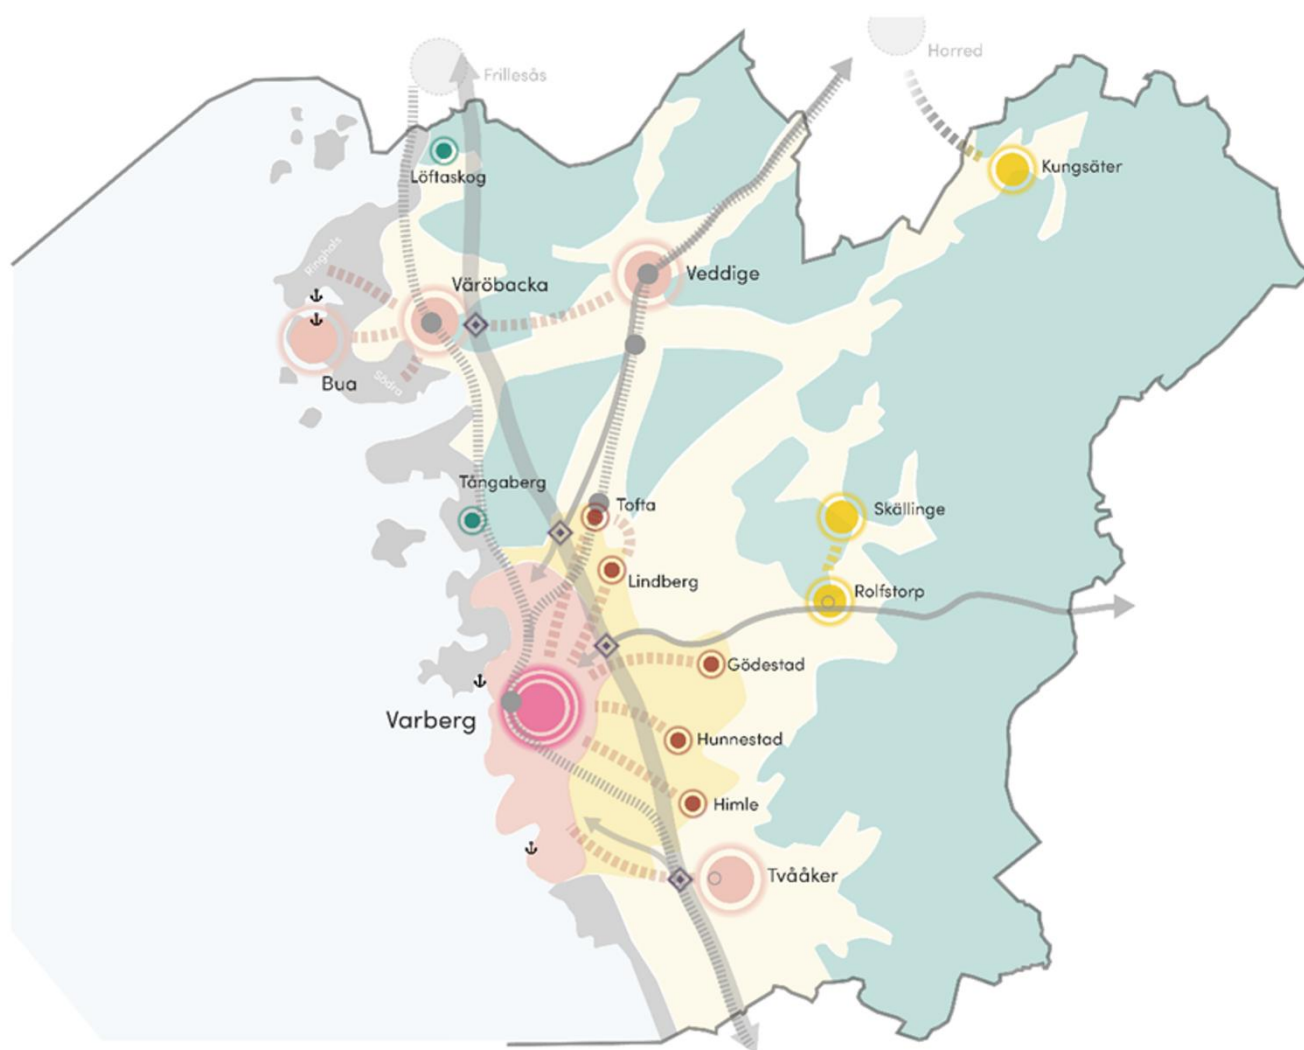 Horred
Frillesås
Kungsäter
Löftaskog
Ringhals
Veddige
Väröbacka
Bua
Södra
Tångaberg
Tofta
Skällinge
Lindberg
Rolfstorp
Gödestad
Varberg
Hunnestad
Himle
Tvååker